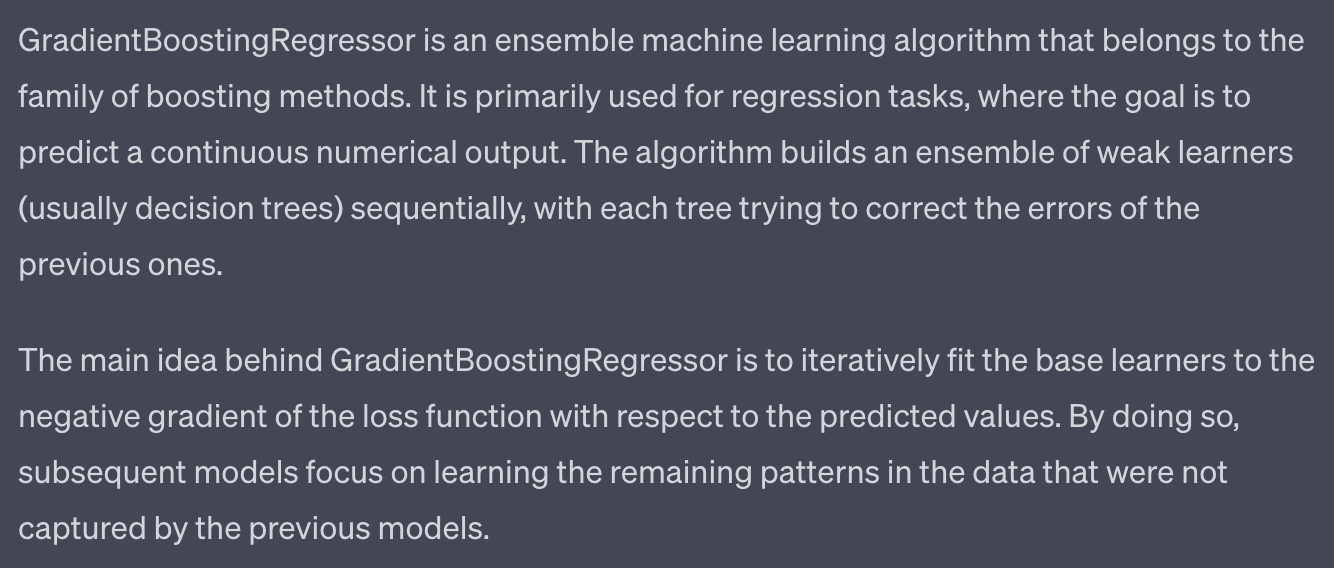 GradientBoostingRegressor is an ensemble machine learning algorithm that belongs to the
family of boosting methods. It is primarily used for regression tasks, where the goal is to
predict a continuous numerical output. The algorithm builds an ensemble of weak learners
(usually decision trees) sequentially, with each tree trying to correct the errors of the
previous ones.
The main idea behind GradientBoostingRegressor is to iteratively fit the base learners to the
negative gradient of the loss function with respect to the predicted values. By doing so,
subsequent models focus on learning the remaining patterns in the data that were not
captured by the previous models.